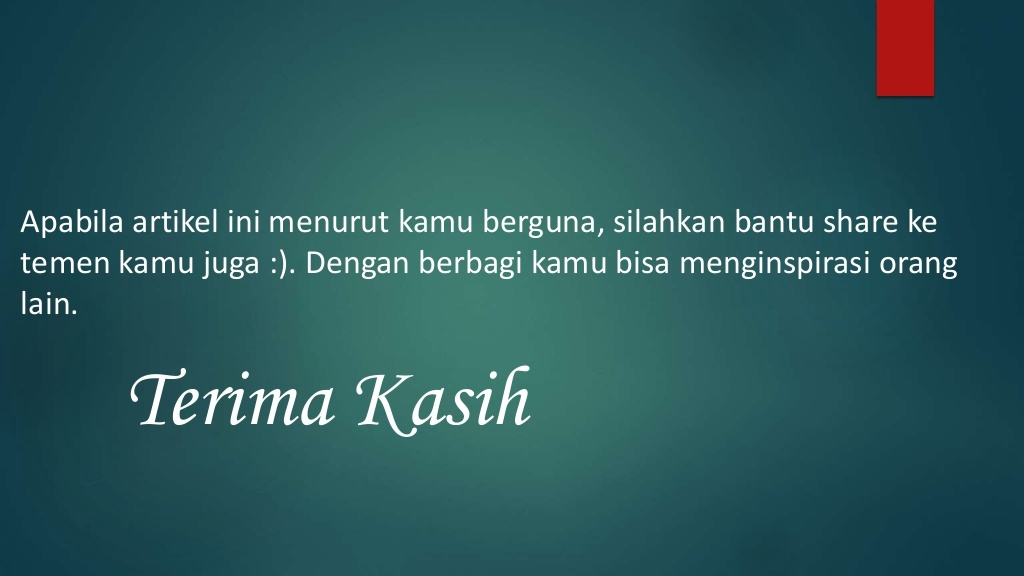 Apabila artikel ini menurut kamu berguna, silahkan bantu share ke
temen kamu juga :). Dengan berbagi kamu bisa menginspirasi orang
lain.
Terima Kasih